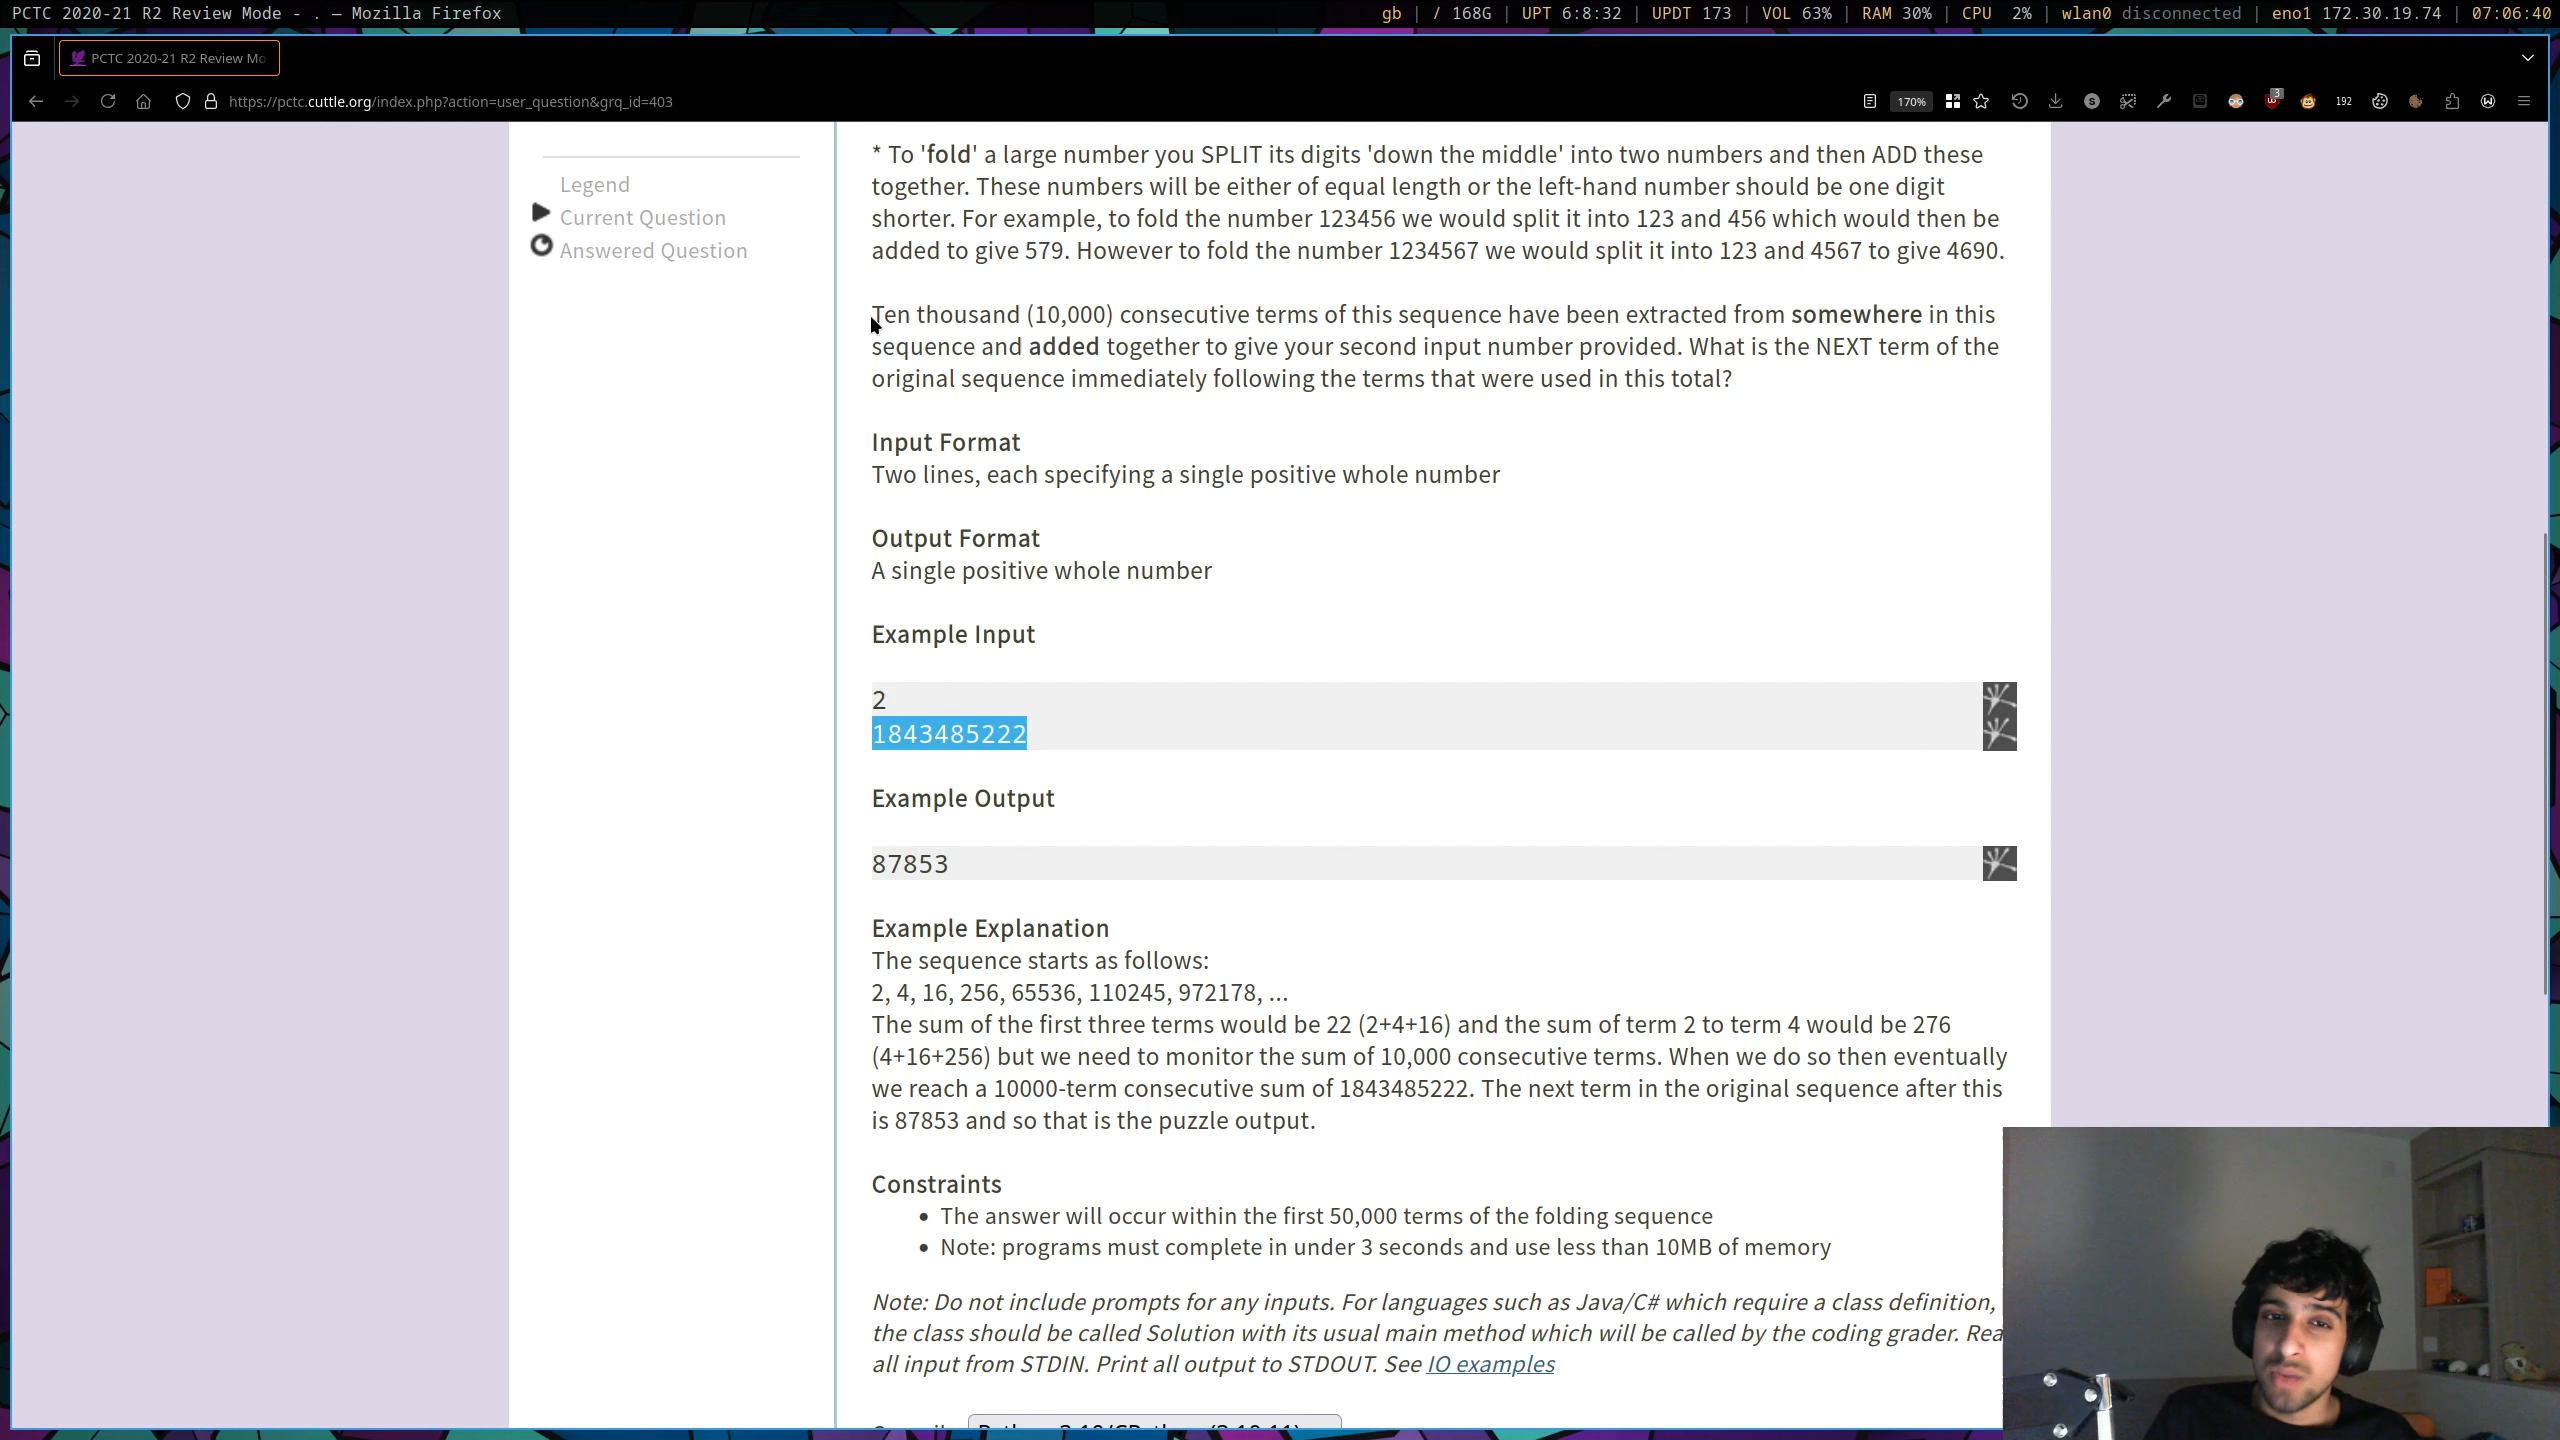 PCTC 2020-21 R2 Review Mode - . — Mozilla Firefox
gb | / 168G | UPT 6:8:32 | UPDT 173 | VOL 63% | RAM 30% | CPU 2% | wlan0 disconnected | eno1 172.30.19.74 | 07:06:40
PCTC 2020-21 R2 Review Mo
https://pctc.cuttle.org/index.php?action=user_question&grq_id=403
170%
3
192
Legend
Current Question
Answered Question
* To 'fold' a large number you SPLIT its digits 'down the middle' into two numbers and then ADD these
together. These numbers will be either of equal length or the left-hand number should be one digit
shorter. For example, to fold the number 123456 we would split it into 123 and 456 which would then be
added to give 579. However to fold the number 1234567 we would split it into 123 and 4567 to give 4690.
Ten thousand (10,000) consecutive terms of this sequence have been extracted from somewhere in this
sequence and added together to give your second input number provided. What is the NEXT term of the
original sequence immediately following the terms that were used in this total?
Input Format
Two lines, each specifying a single positive whole number
Output Format
A single positive whole number
Example Input
2
1843485222
Example Output
87853
Example Explanation
The sequence starts as follows:
2, 4, 16, 256, 65536, 110245, 972178, ...
The sum of the first three terms would be 22 (2+4+16) and the sum of term 2 to term 4 would be 276
(4+16+256) but we need to monitor the sum of 10,000 consecutive terms. When we do so then eventually
we reach a 10000-term consecutive sum of 1843485222. The next term in the original sequence after this
is 87853 and so that is the puzzle output.
Constraints
• The answer will occur within the first 50,000 terms of the folding sequence
• Note: programs must complete in under 3 seconds and use less than 10MB of memory
Note: Do not include prompts for any inputs. For languages such as Java/C# which require a class definition,
the class should be called Solution with its usual main method which will be called by the coding grader. Rea
all input from STDIN. Print all output to STDOUT. See IO examples